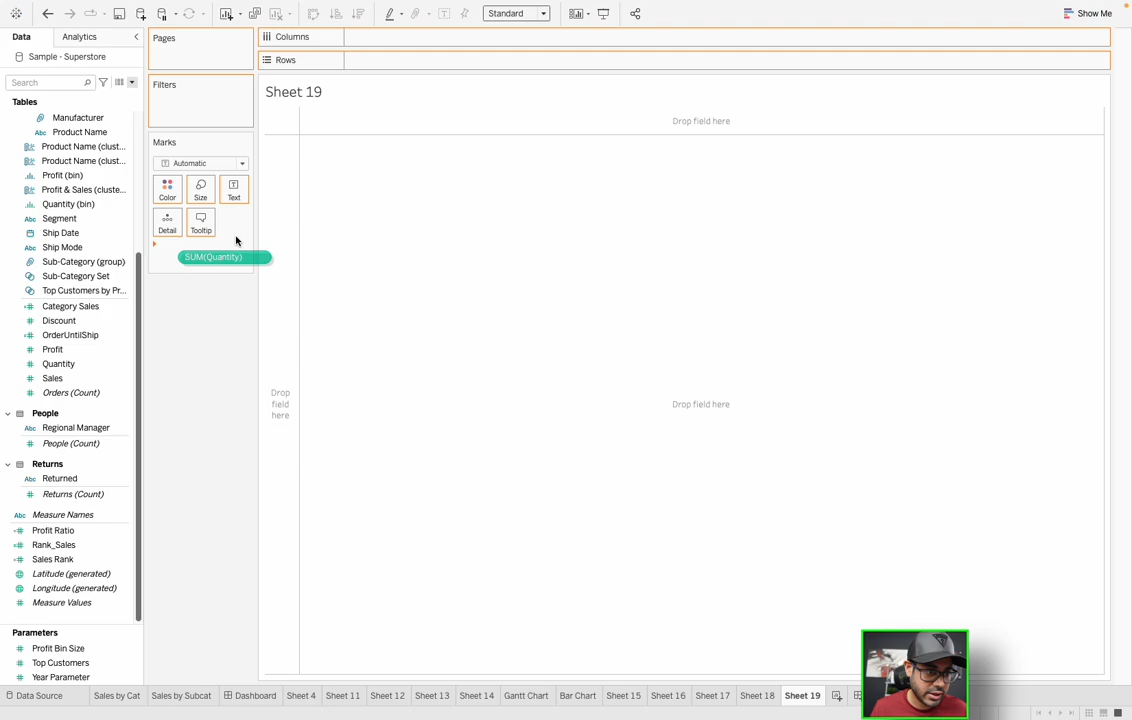 Standard
Show Me
Data
Analytics
Pages
Columns
Sample - Superstore
Rows
Search
Filters
Sheet 19
Tables
Manufacturer
Drop field here
Product Name
Marks
Product Name (clust...
Product Name (clust...
Automatic
Profit (bin)
Profit & Sales (cluste...
Color
Size
Text
Quantity (bin)
Abc Segment
Ship Date
Detail
Tooltip
Abc Ship Mode
Sub-Category (group)
SUM(Quantity)
Sub-Category Set
Top Customers by Pr...
Category Sales
Discount
OrderUntilShip
Profit
Quantity
Sales
Orders (Count)
Drop
field
here
Drop field here
People
Abc Regional Manager
People (Count)
Returns
Abc Returned
Returns (Count)
Abc Measure Names
Profit Ratio
Rank_Sales
Sales Rank
Latitude (generated)
Longitude (generated)
Measure Values
Parameters
Profit Bin Size
Top Customers
Year Parameter
Data Source
Sales by Cat
Sales by Subcat
Dashboard
Sheet 4
Sheet 11
Sheet 12
Sheet 13
Sheet 14
Gantt Chart
Bar Chart
Sheet 15
Sheet 16
Sheet 17
Sheet 18
Sheet 19